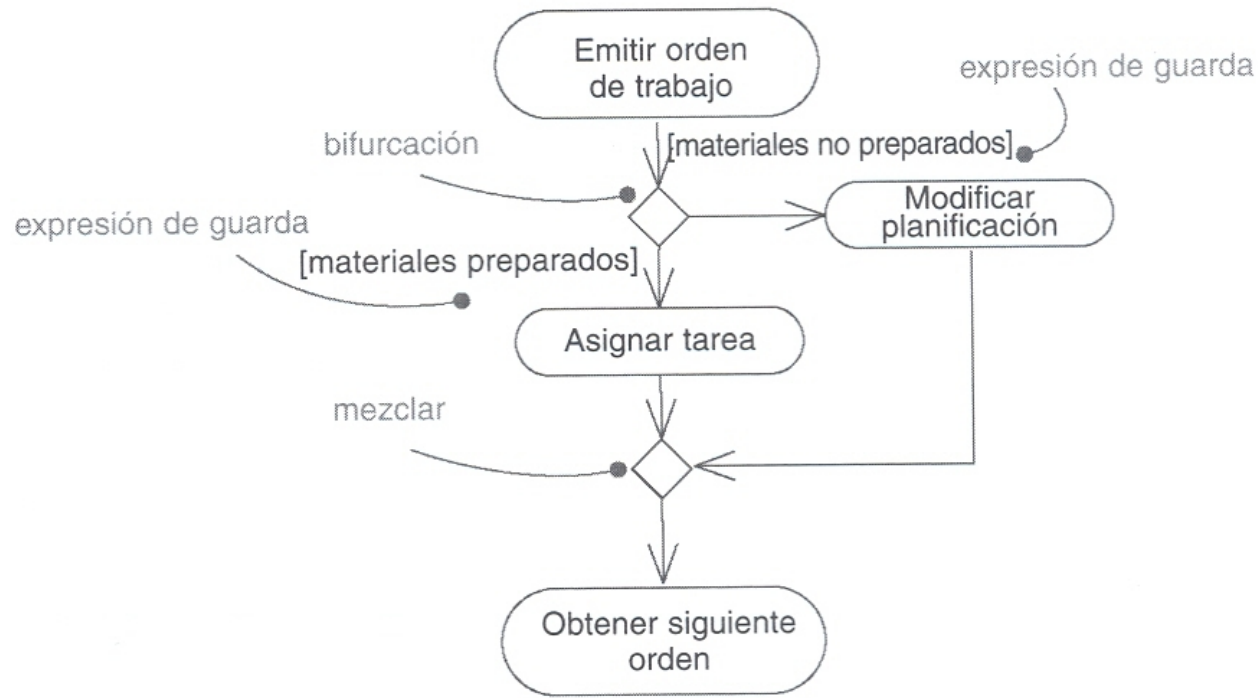 Emitir orden
de trabajo
expresión de guarda
bifurcación
[materiales no preparados]
Modificar
planificación
expresión de guarda
[materiales preparados]
Asignar tarea
mezclar
Obtener siguiente
orden